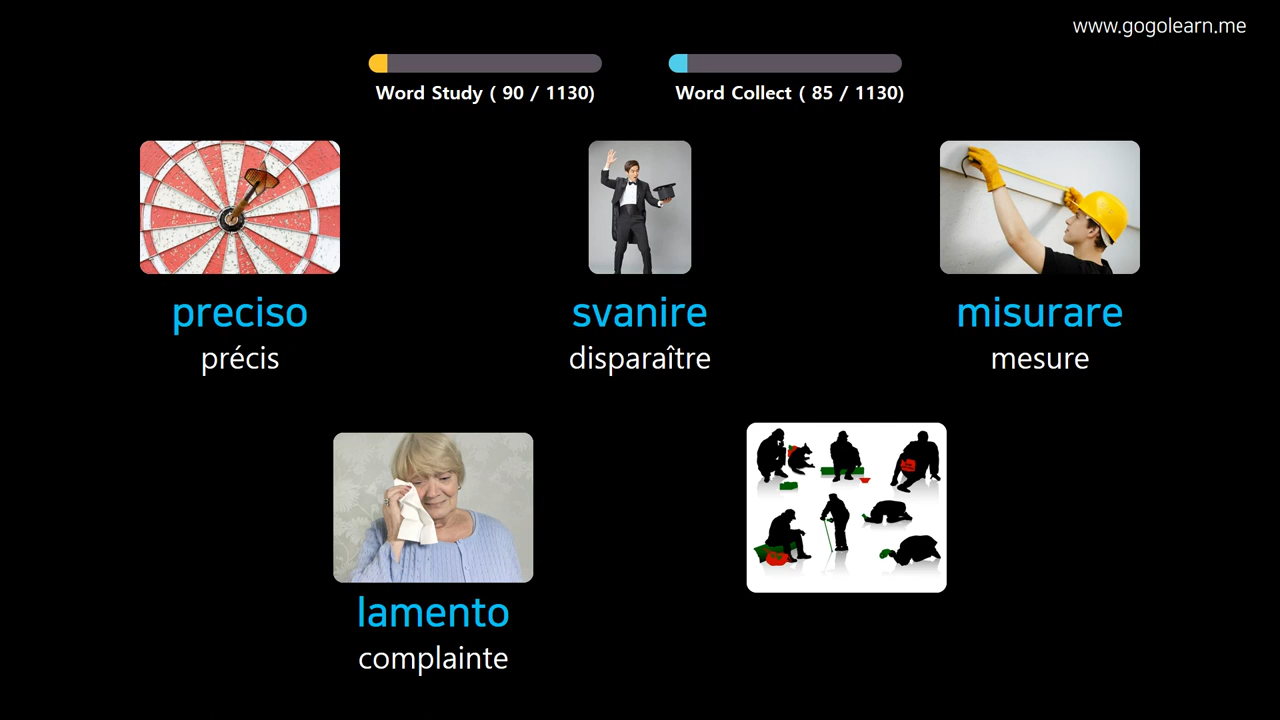 www.gogolearn.me
Word Study ( 90 / 1130)
Word Collect ( 85 / 1130)
preciso
précis
svanire
disparaître
misurare
mesure
lamento
complainte